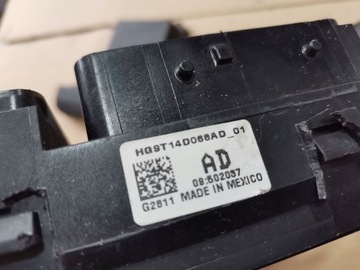 HG9T14D068AD_01
AD
09:502037
G2611 MADE IN MEXICO